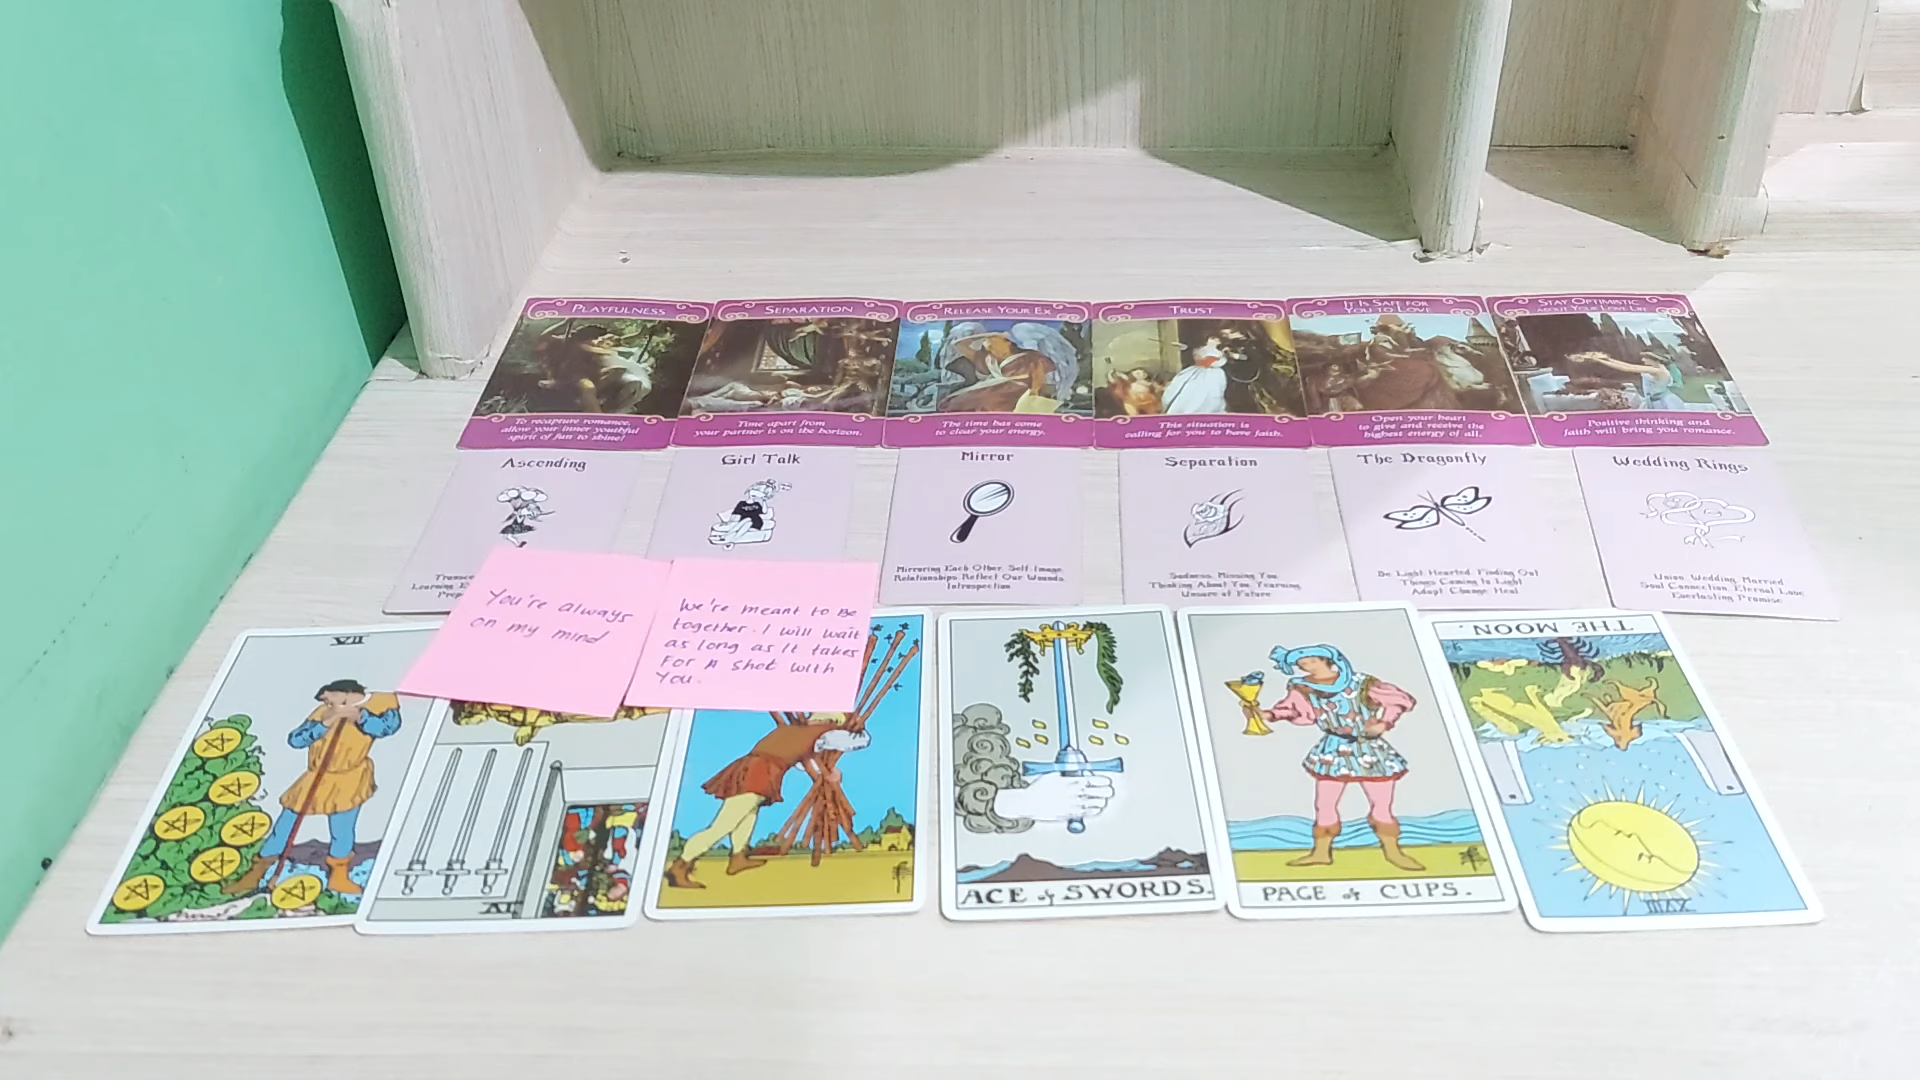 PLAYFULNESS
To recapture romance,
allow your inner youthful
spirit of fun to shine!
SEPARATION
Time apart from
your partner is on the horizon.
RELEASE YOUR EX
The time has come
to clear your energy.
TRUST
This situation is
calling for you to have faith.
IT IS SAFE FOR
YOU TO LOVE
Open your heart
to give and receive the
highest energy of all.
STAY OPTIMISTIC
ABOUT YOUR LOVE LIFE
Positive thinking and
faith will bring you romance.
Ascending
Girl Talk
Mirror
Mirroring Each Other, Self-Image
Relationships Reflect Our Wounds
Introspection
Separation
Sadness, Missing You
Thinking About You, Yearning
Unsure of Future
The Dragonfly
Be Light-Hearted, Finding Out
Things Coming to Light
Adapt Change Heal
Wedding Rings
Union, Wedding, Married
Soul Connection, Eternal Love
Everlasting Promise
You're always
on my mind
We're meant to Be
together. I will wait
as long as It takes
For A Shot with
You.
VII
IV
ACE of SWORDS.
PAGE of CUPS.
THE MOON.
XVIII